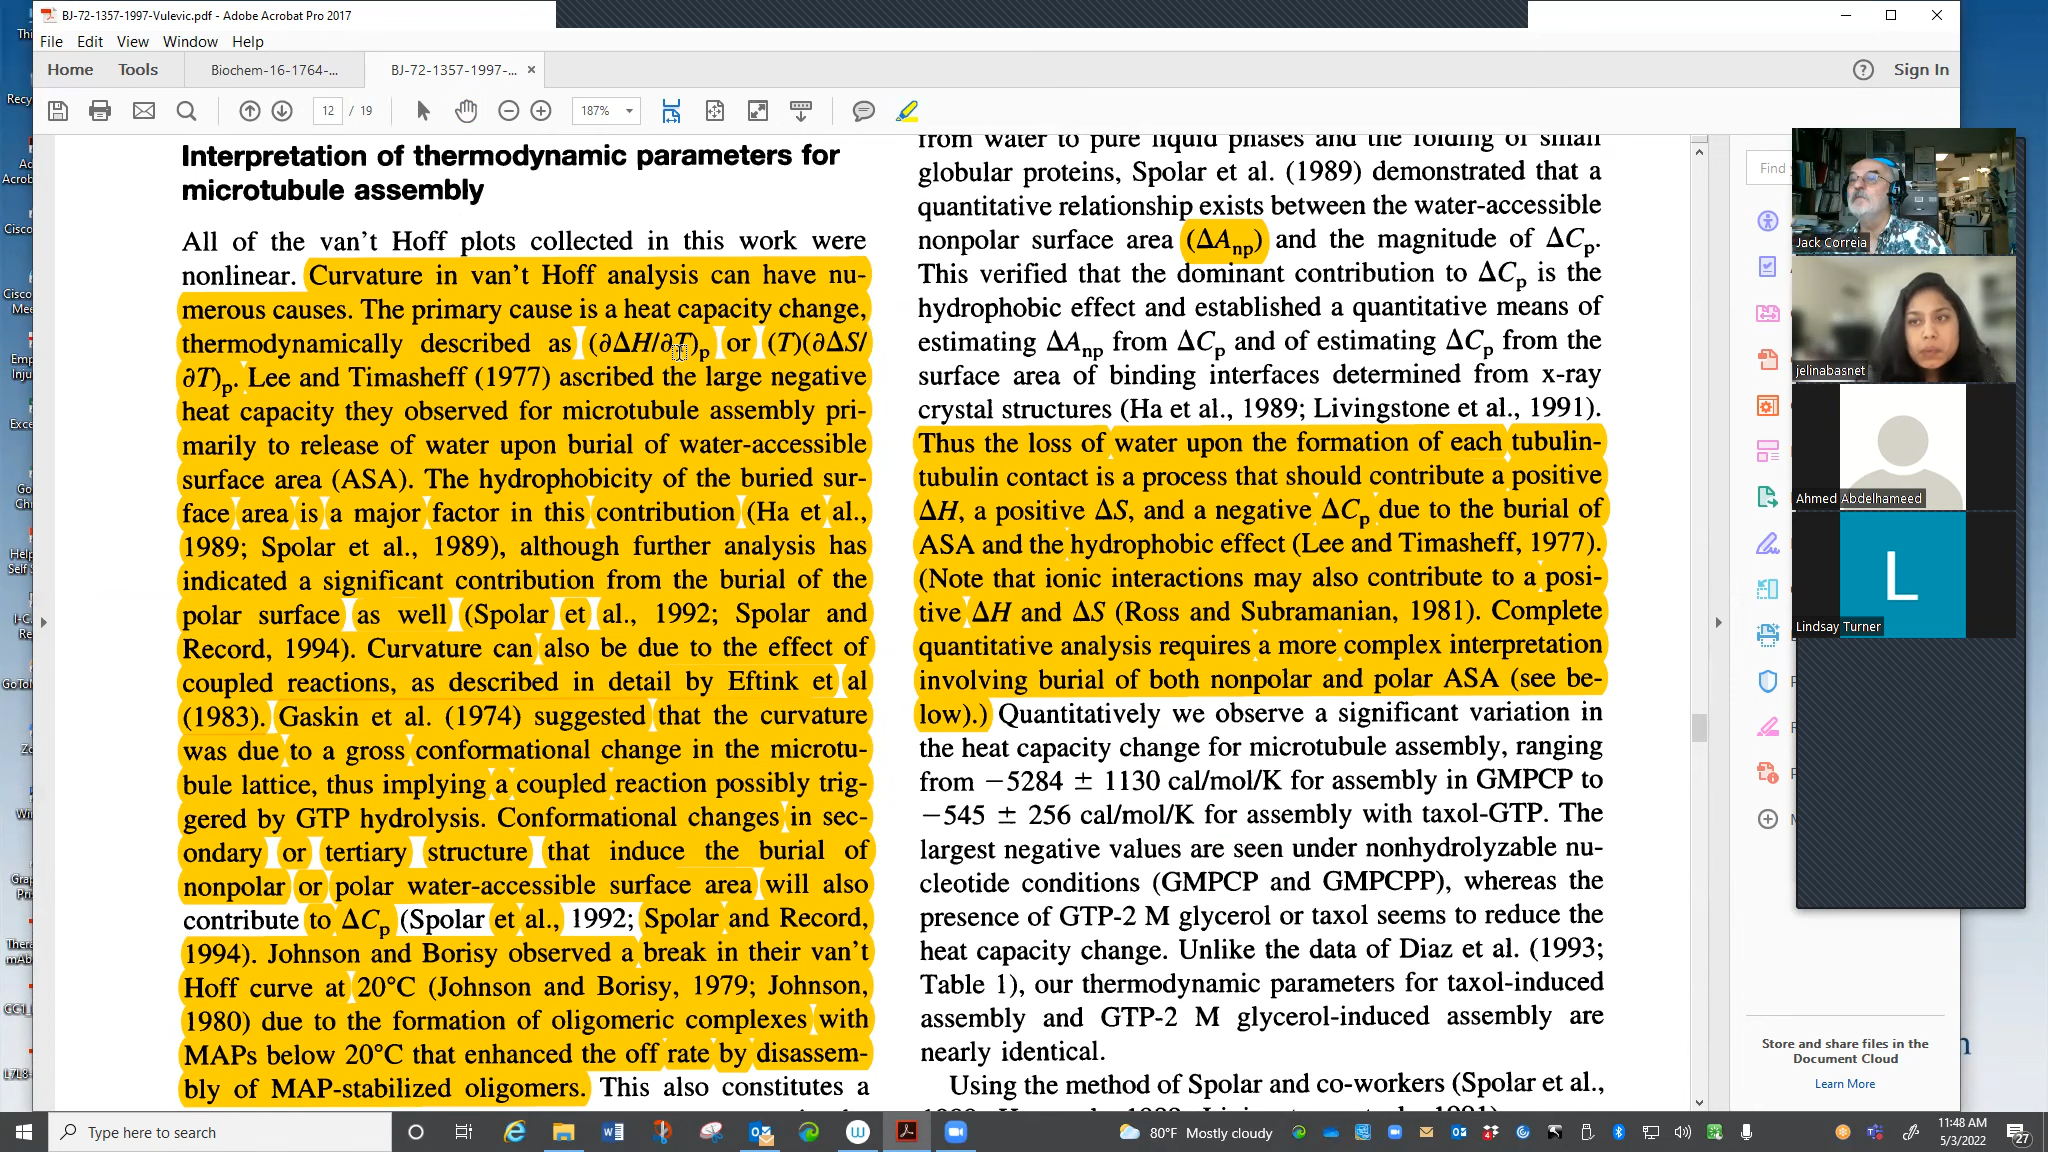 BJ-72-1357-1997-Vulevic.pdf - Adobe Acrobat Pro 2017
File Edit View Window Help
Home Tools Biochem-16-1764-... BJ-72-1357-1997-... ×
Sign In
12 / 19
187%
Interpretation of thermodynamic parameters for
microtubule assembly
All of the van't Hoff plots collected in this work were
nonlinear. Curvature in van't Hoff analysis can have nu-
merous causes. The primary cause is a heat capacity change,
thermodynamically described as (∂ΔH/∂T)p or (T)(∂ΔS/
∂T)p. Lee and Timasheff (1977) ascribed the large negative
heat capacity they observed for microtubule assembly pri-
marily to release of water upon burial of water-accessible
surface area (ASA). The hydrophobicity of the buried sur-
face area is a major factor in this contribution (Ha et al.,
1989; Spolar et al., 1989), although further analysis has
indicated a significant contribution from the burial of the
polar surface as well (Spolar et al., 1992; Spolar and
Record, 1994). Curvature can also be due to the effect of
coupled reactions, as described in detail by Eftink et al
(1983). Gaskin et al. (1974) suggested that the curvature
was due to a gross conformational change in the microtu-
bule lattice, thus implying a coupled reaction possibly trig-
gered by GTP hydrolysis. Conformational changes in sec-
ondary or tertiary structure that induce the burial of
nonpolar or polar water-accessible surface area will also
contribute to ΔCp (Spolar et al., 1992; Spolar and Record,
1994). Johnson and Borisy observed a break in their van't
Hoff curve at 20°C (Johnson and Borisy, 1979; Johnson,
1980) due to the formation of oligomeric complexes with
MAPs below 20°C that enhanced the off rate by disassem-
bly of MAP-stabilized oligomers. This also constitutes a
from water to pure liquid phases and the folding of small
globular proteins, Spolar et al. (1989) demonstrated that a
quantitative relationship exists between the water-accessible
nonpolar surface area (ΔAnp) and the magnitude of ΔCp.
This verified that the dominant contribution to ΔCp is the
hydrophobic effect and established a quantitative means of
estimating ΔAnp from ΔCp and of estimating ΔCp from the
surface area of binding interfaces determined from x-ray
crystal structures (Ha et al., 1989; Livingstone et al., 1991).
Thus the loss of water upon the formation of each tubulin-
tubulin contact is a process that should contribute a positive
ΔH, a positive ΔS, and a negative ΔCp due to the burial of
ASA and the hydrophobic effect (Lee and Timasheff, 1977).
(Note that ionic interactions may also contribute to a posi-
tive ΔH and ΔS (Ross and Subramanian, 1981). Complete
quantitative analysis requires a more complex interpretation
involving burial of both nonpolar and polar ASA (see be-
low).) Quantitatively we observe a significant variation in
the heat capacity change for microtubule assembly, ranging
from −5284 ± 1130 cal/mol/K for assembly in GMPCP to
−545 ± 256 cal/mol/K for assembly with taxol-GTP. The
largest negative values are seen under nonhydrolyzable nu-
cleotide conditions (GMPCP and GMPCPP), whereas the
presence of GTP-2 M glycerol or taxol seems to reduce the
heat capacity change. Unlike the data of Diaz et al. (1993;
Table 1), our thermodynamic parameters for taxol-induced
assembly and GTP-2 M glycerol-induced assembly are
nearly identical.
Using the method of Spolar and co-workers (Spolar et al.,
Find
Jack Correia
jelinabasnet
Ahmed Abdelhameed
L
Lindsay Turner
Store and share files in the
Document Cloud
Learn More
Type here to search
80°F Mostly cloudy
11:48 AM
5/3/2022
27